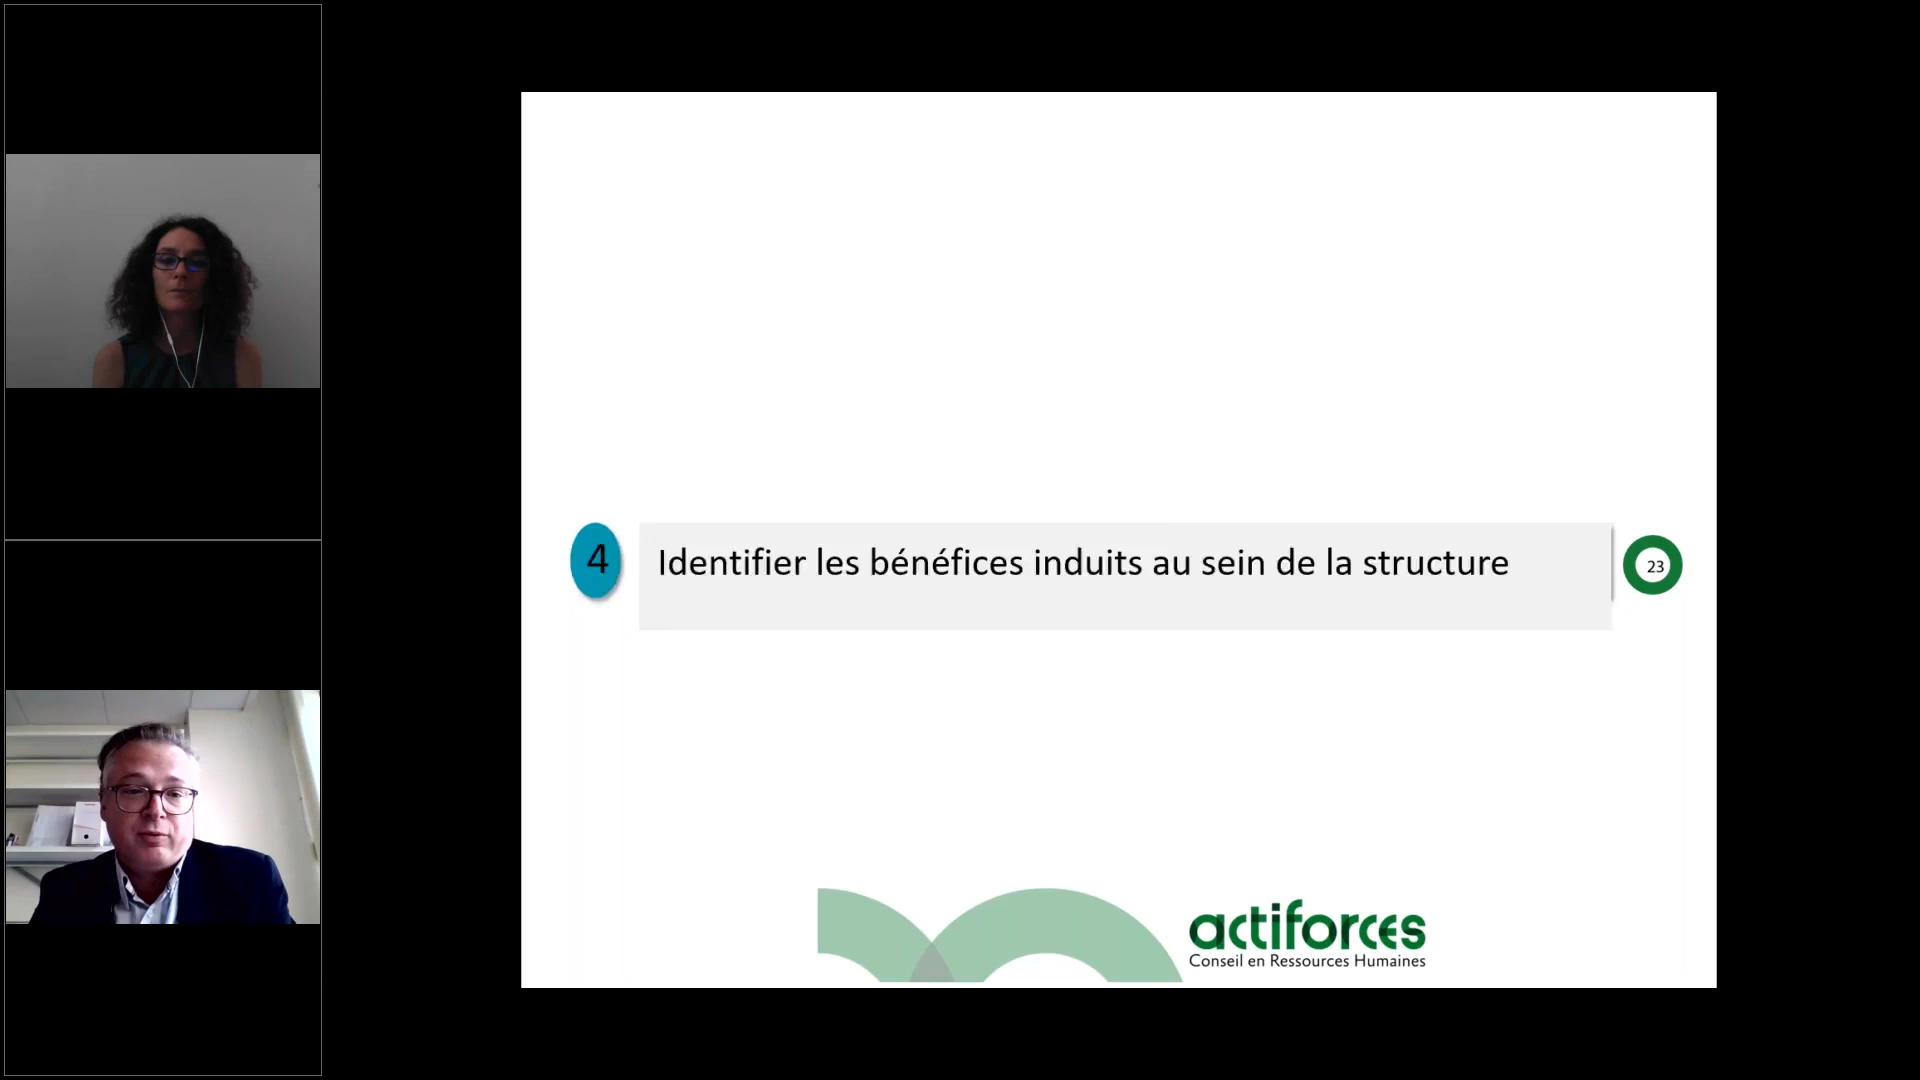 4
Identifier les bénéfices induits au sein de la structure
23
actiforces
Conseil en Ressources Humaines